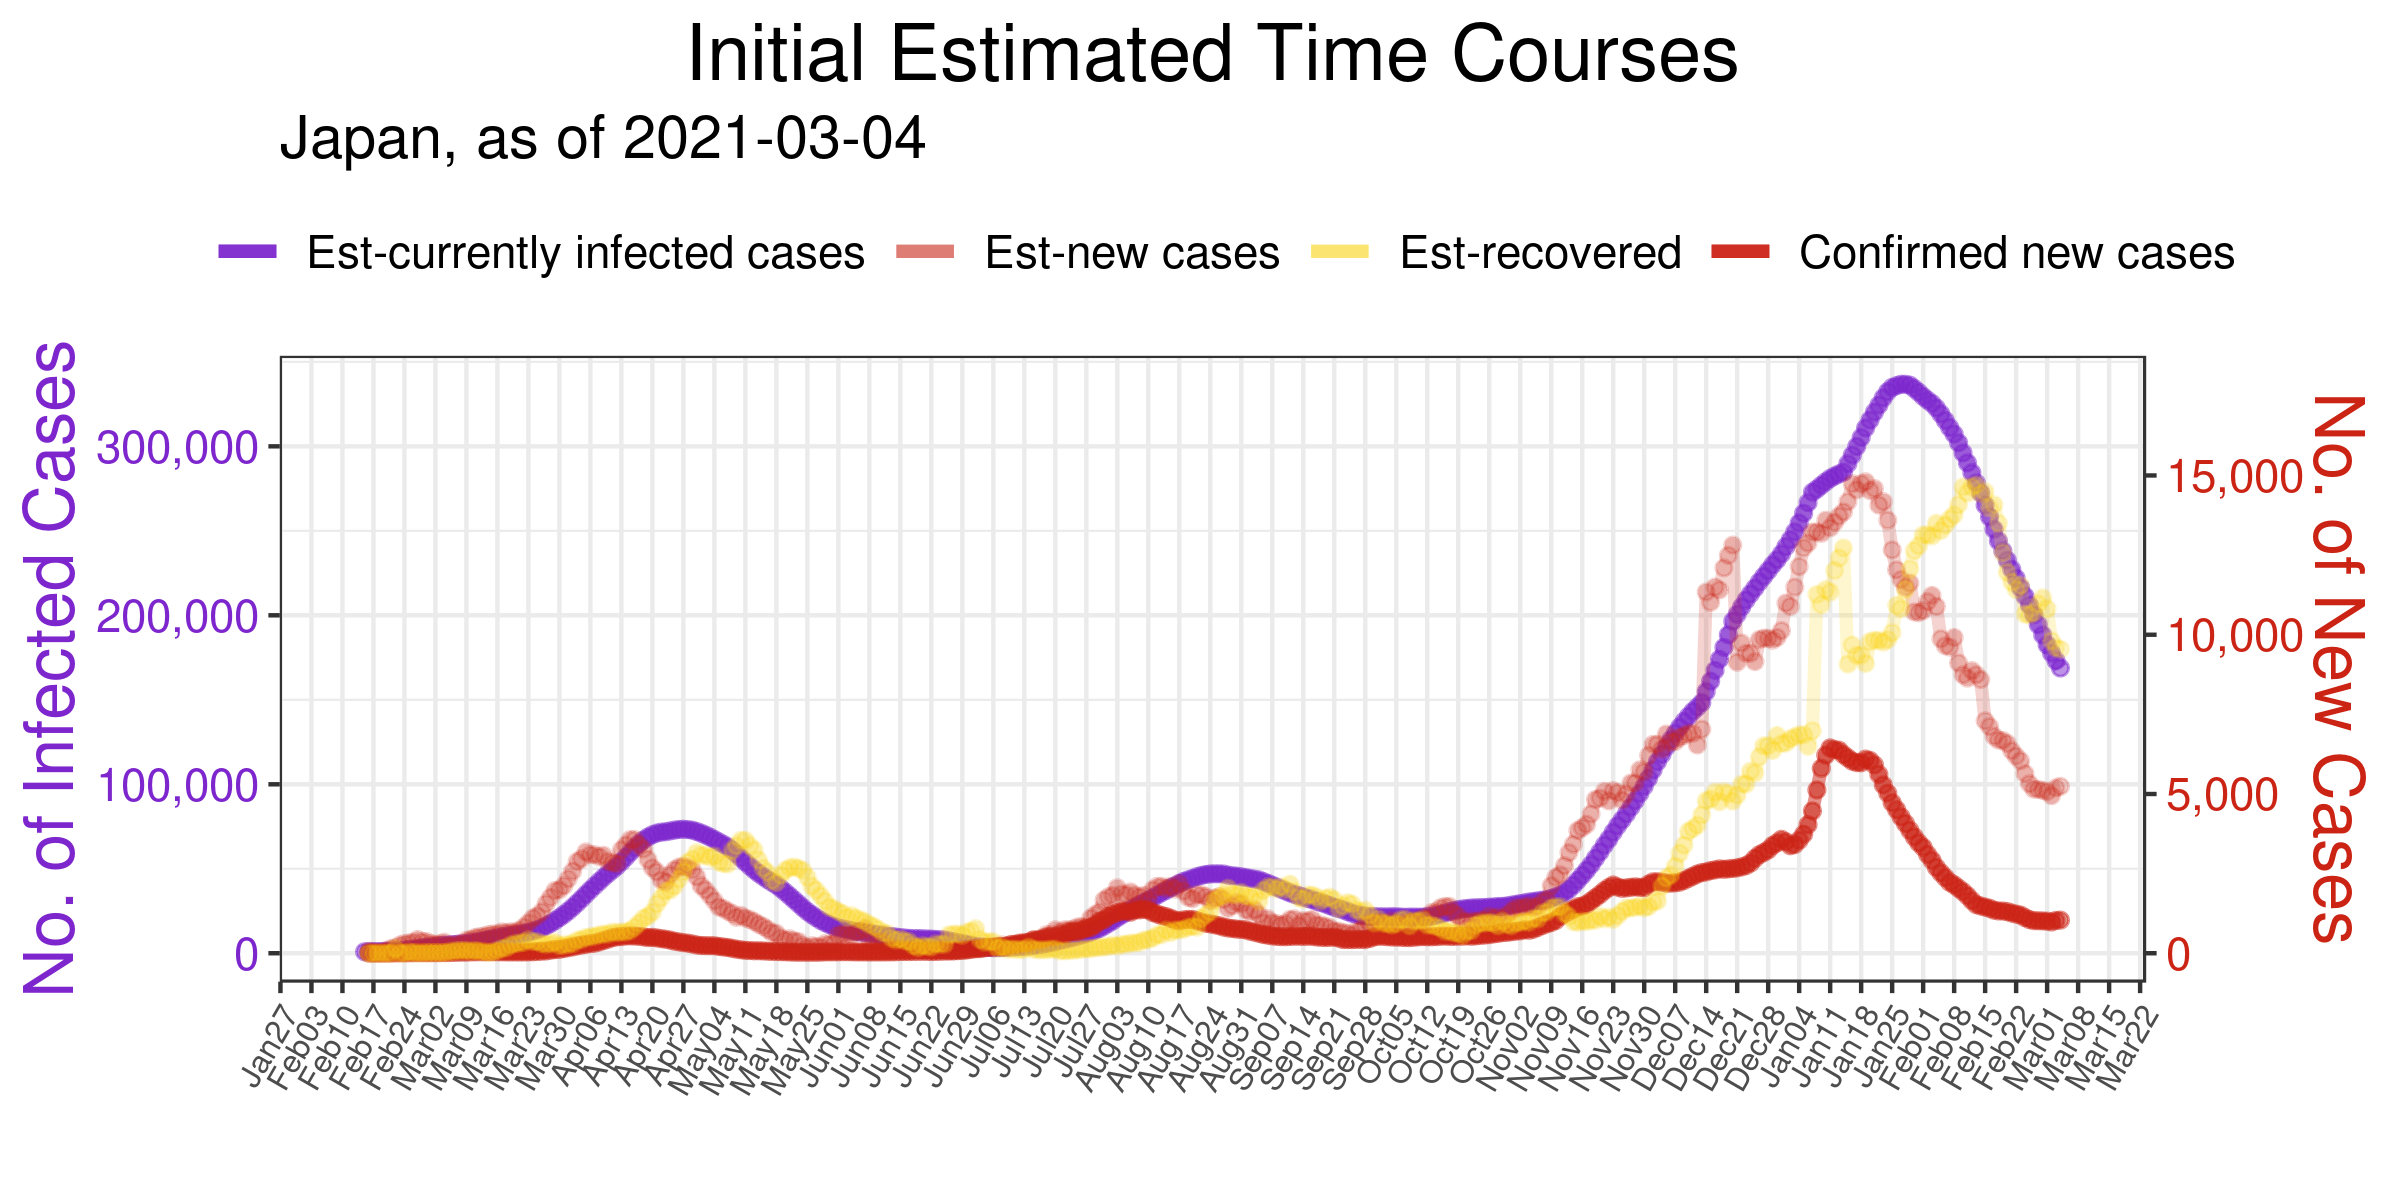 Initial Estimated Time Courses
Japan, as of 2021-03-04
Est-currently infected cases Est-new cases Est-recovered Confirmed new cases
No. of Infected Cases
300,000
200,000
100,000
0
15,000
10,000
5,000
0
No. of New Cases
Jan27 Feb03 Feb10 Feb17 Feb24 Mar02 Mar09 Mar16 Mar23 Mar30 Apr06 Apr13 Apr20 Apr27 May04 May11 May18 May25 Jun01 Jun08 Jun15 Jun22 Jun29 Jul06 Jul13 Jul20 Jul27 Aug03 Aug10 Aug17 Aug24 Aug31 Sep07 Sep14 Sep21 Sep28 Oct05 Oct12 Oct19 Oct26 Nov02 Nov09 Nov16 Nov23 Nov30 Dec07 Dec14 Dec21 Dec28 Jan04 Jan11 Jan18 Jan25 Feb01 Feb08 Feb15 Feb22 Mar01 Mar08 Mar15 Mar22